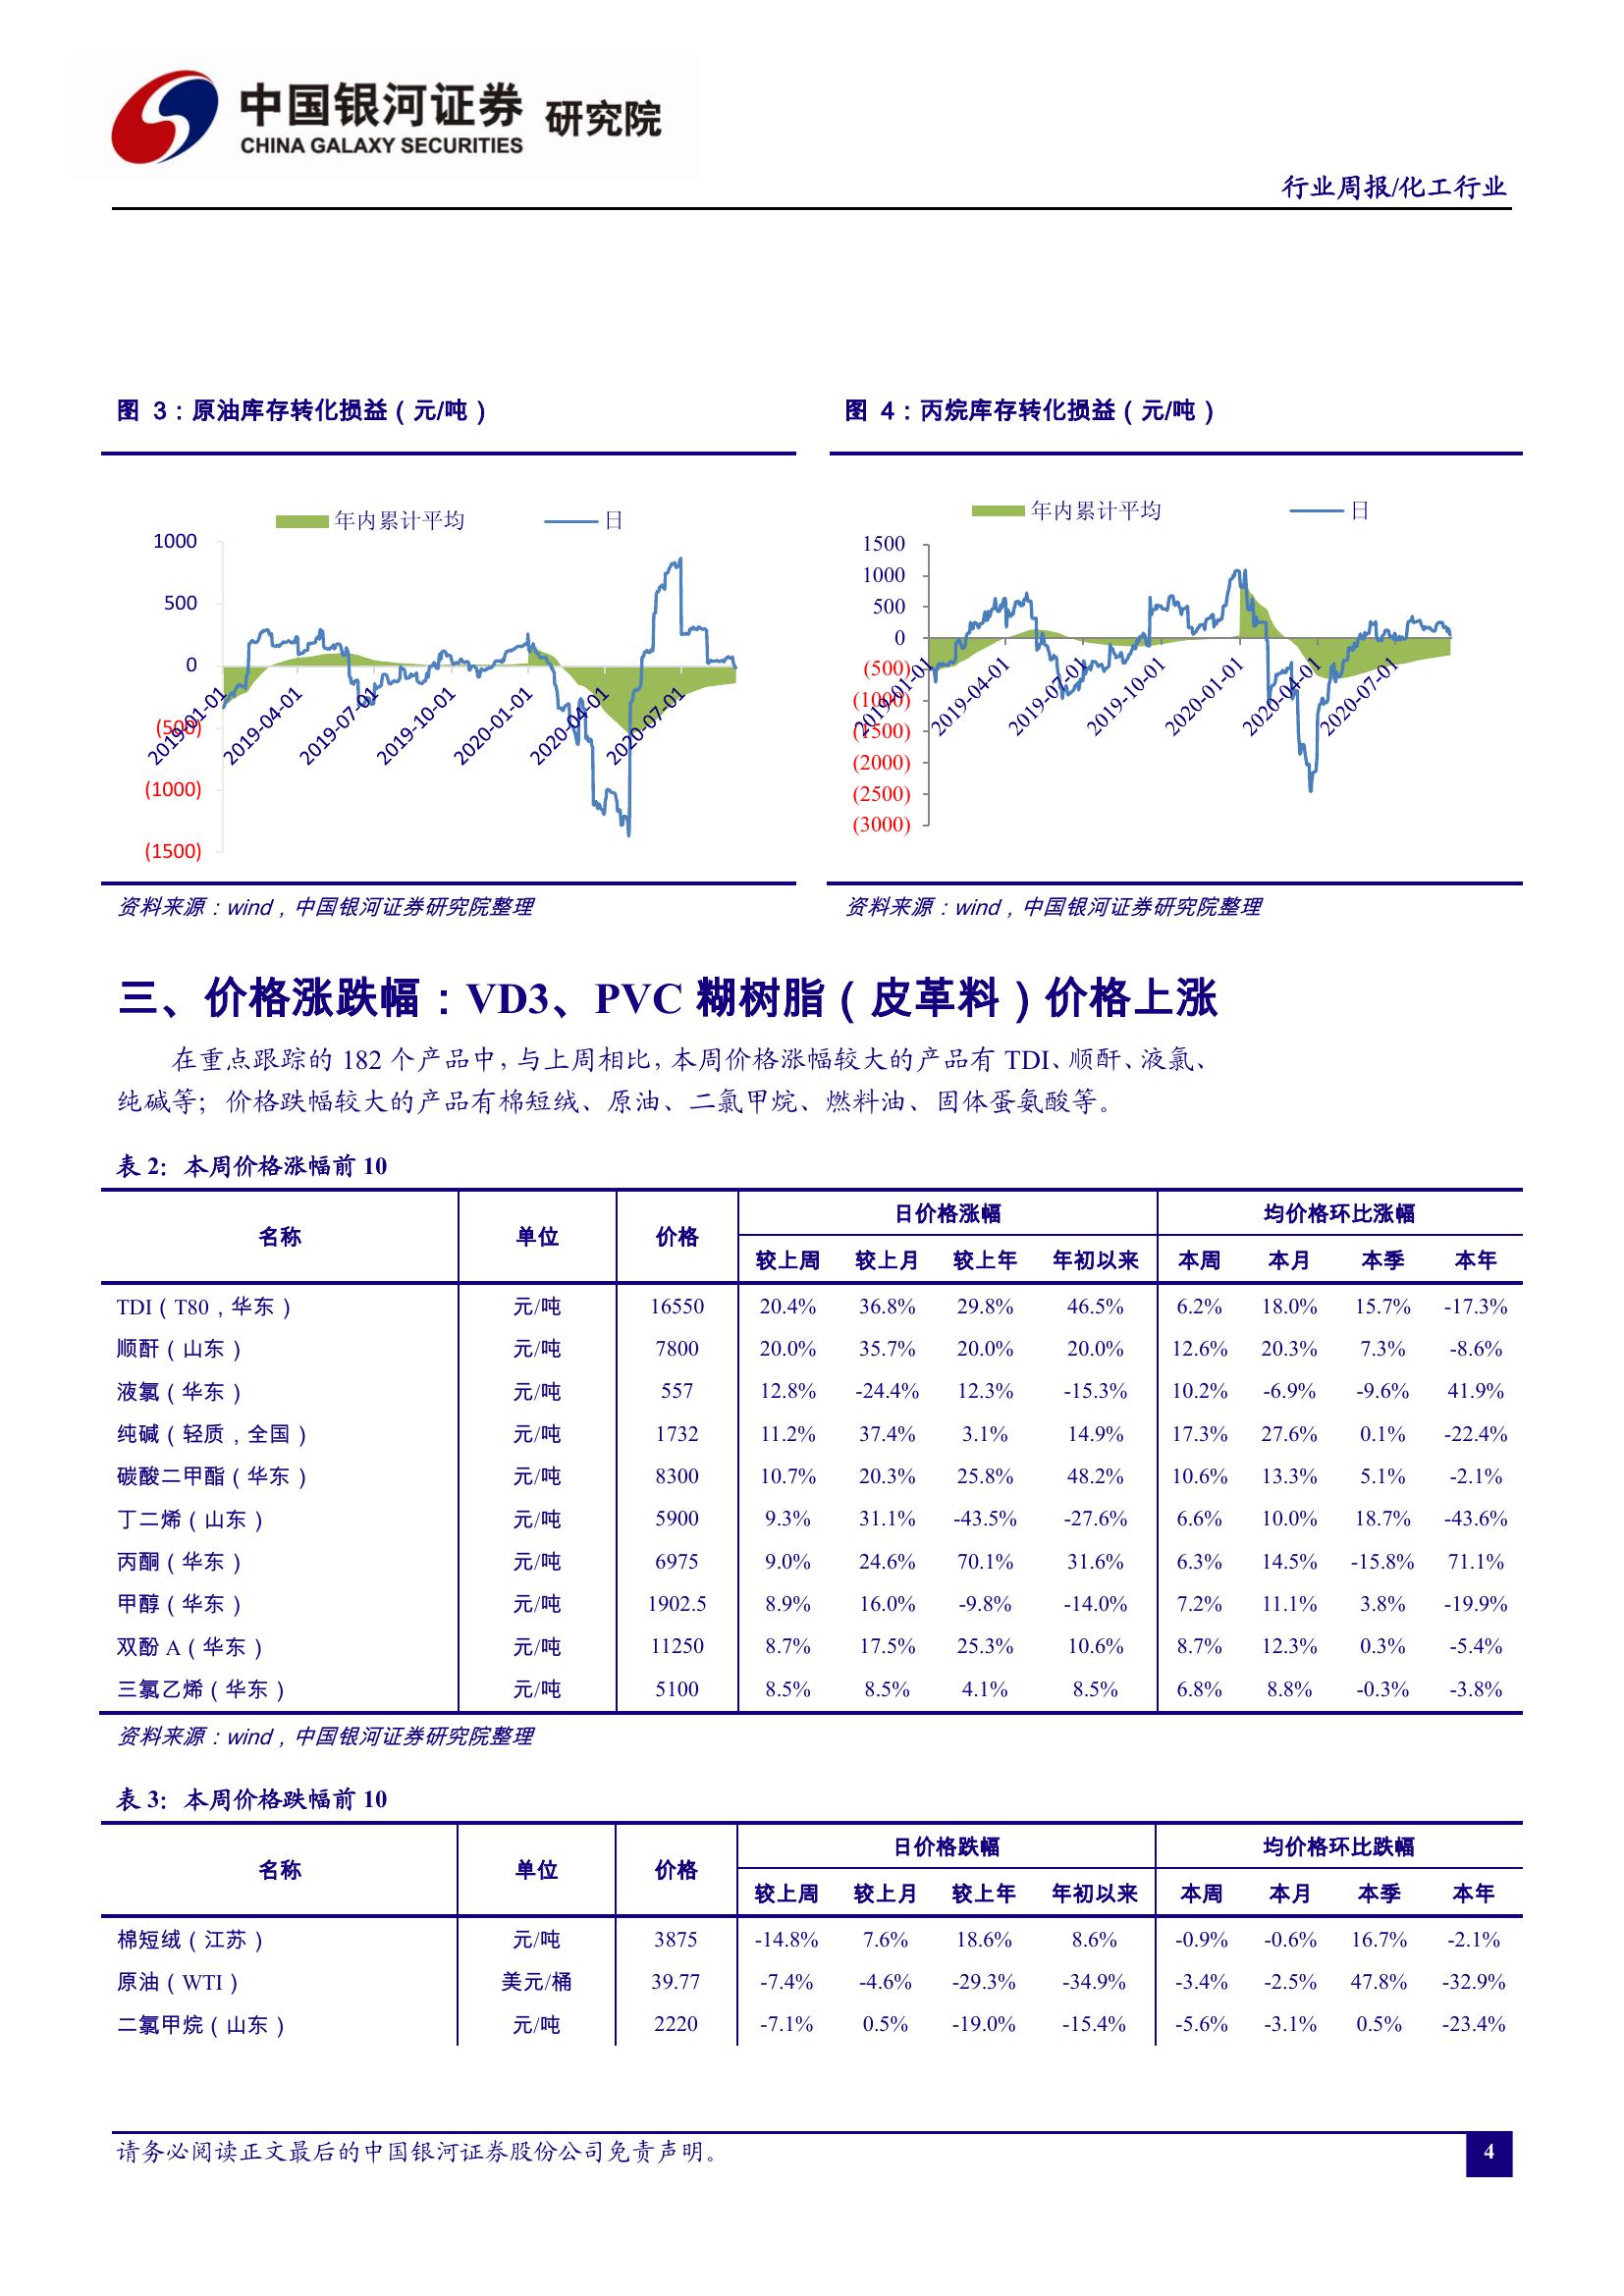 中国银河证券 研究院
CHINA GALAXY SECURITIES
行业周报/化工行业
图 3：原油库存转化损益（元/吨）
年内累计平均 日
1000
500
0
(500)
(1000)
(1500)
2019-01-01 2019-04-01 2019-07-01 2019-10-01 2020-01-01 2020-04-01 2020-07-01
资料来源：wind，中国银河证券研究院整理
图 4：丙烷库存转化损益（元/吨）
年内累计平均 日
1500
1000
500
0
(500)
(1000)
(1500)
(2000)
(2500)
(3000)
2019-01-01 2019-04-01 2019-07-01 2019-10-01 2020-01-01 2020-04-01 2020-07-01
资料来源：wind，中国银河证券研究院整理
三、价格涨跌幅：VD3、PVC 糊树脂（皮革料）价格上涨
在重点跟踪的 182 个产品中，与上周相比，本周价格涨幅较大的产品有 TDI、顺酐、液氯、
纯碱等；价格跌幅较大的产品有棉短绒、原油、二氯甲烷、燃料油、固体蛋氨酸等。
表 2：本周价格涨幅前 10
名称 单位 价格 日价格涨幅 均价格环比涨幅
较上周 较上月 较上年 年初以来 本周 本月 本季 本年
TDI（T80，华东） 元/吨 16550 20.4% 36.8% 29.8% 46.5% 6.2% 18.0% 15.7% -17.3%
顺酐（山东） 元/吨 7800 20.0% 35.7% 20.0% 20.0% 12.6% 20.3% 7.3% -8.6%
液氯（华东） 元/吨 557 12.8% -24.4% 12.3% -15.3% 10.2% -6.9% -9.6% 41.9%
纯碱（轻质，全国） 元/吨 1732 11.2% 37.4% 3.1% 14.9% 17.3% 27.6% 0.1% -22.4%
碳酸二甲酯（华东） 元/吨 8300 10.7% 20.3% 25.8% 48.2% 10.6% 13.3% 5.1% -2.1%
丁二烯（山东） 元/吨 5900 9.3% 31.1% -43.5% -27.6% 6.6% 10.0% 18.7% -43.6%
丙酮（华东） 元/吨 6975 9.0% 24.6% 70.1% 31.6% 6.3% 14.5% -15.8% 71.1%
甲醇（华东） 元/吨 1902.5 8.9% 16.0% -9.8% -14.0% 7.2% 11.1% 3.8% -19.9%
双酚 A（华东） 元/吨 11250 8.7% 17.5% 25.3% 10.6% 8.7% 12.3% 0.3% -5.4%
三氯乙烯（华东） 元/吨 5100 8.5% 8.5% 4.1% 8.5% 6.8% 8.8% -0.3% -3.8%
资料来源：wind，中国银河证券研究院整理
表 3：本周价格跌幅前 10
名称 单位 价格 日价格跌幅 均价格环比跌幅
较上周 较上月 较上年 年初以来 本周 本月 本季 本年
棉短绒（江苏） 元/吨 3875 -14.8% 7.6% 18.6% 8.6% -0.9% -0.6% 16.7% -2.1%
原油（WTI） 美元/桶 39.77 -7.4% -4.6% -29.3% -34.9% -3.4% -2.5% 47.8% -32.9%
二氯甲烷（山东） 元/吨 2220 -7.1% 0.5% -19.0% -15.4% -5.6% -3.1% 0.5% -23.4%
请务必阅读正文最后的中国银河证券股份公司免责声明。
4